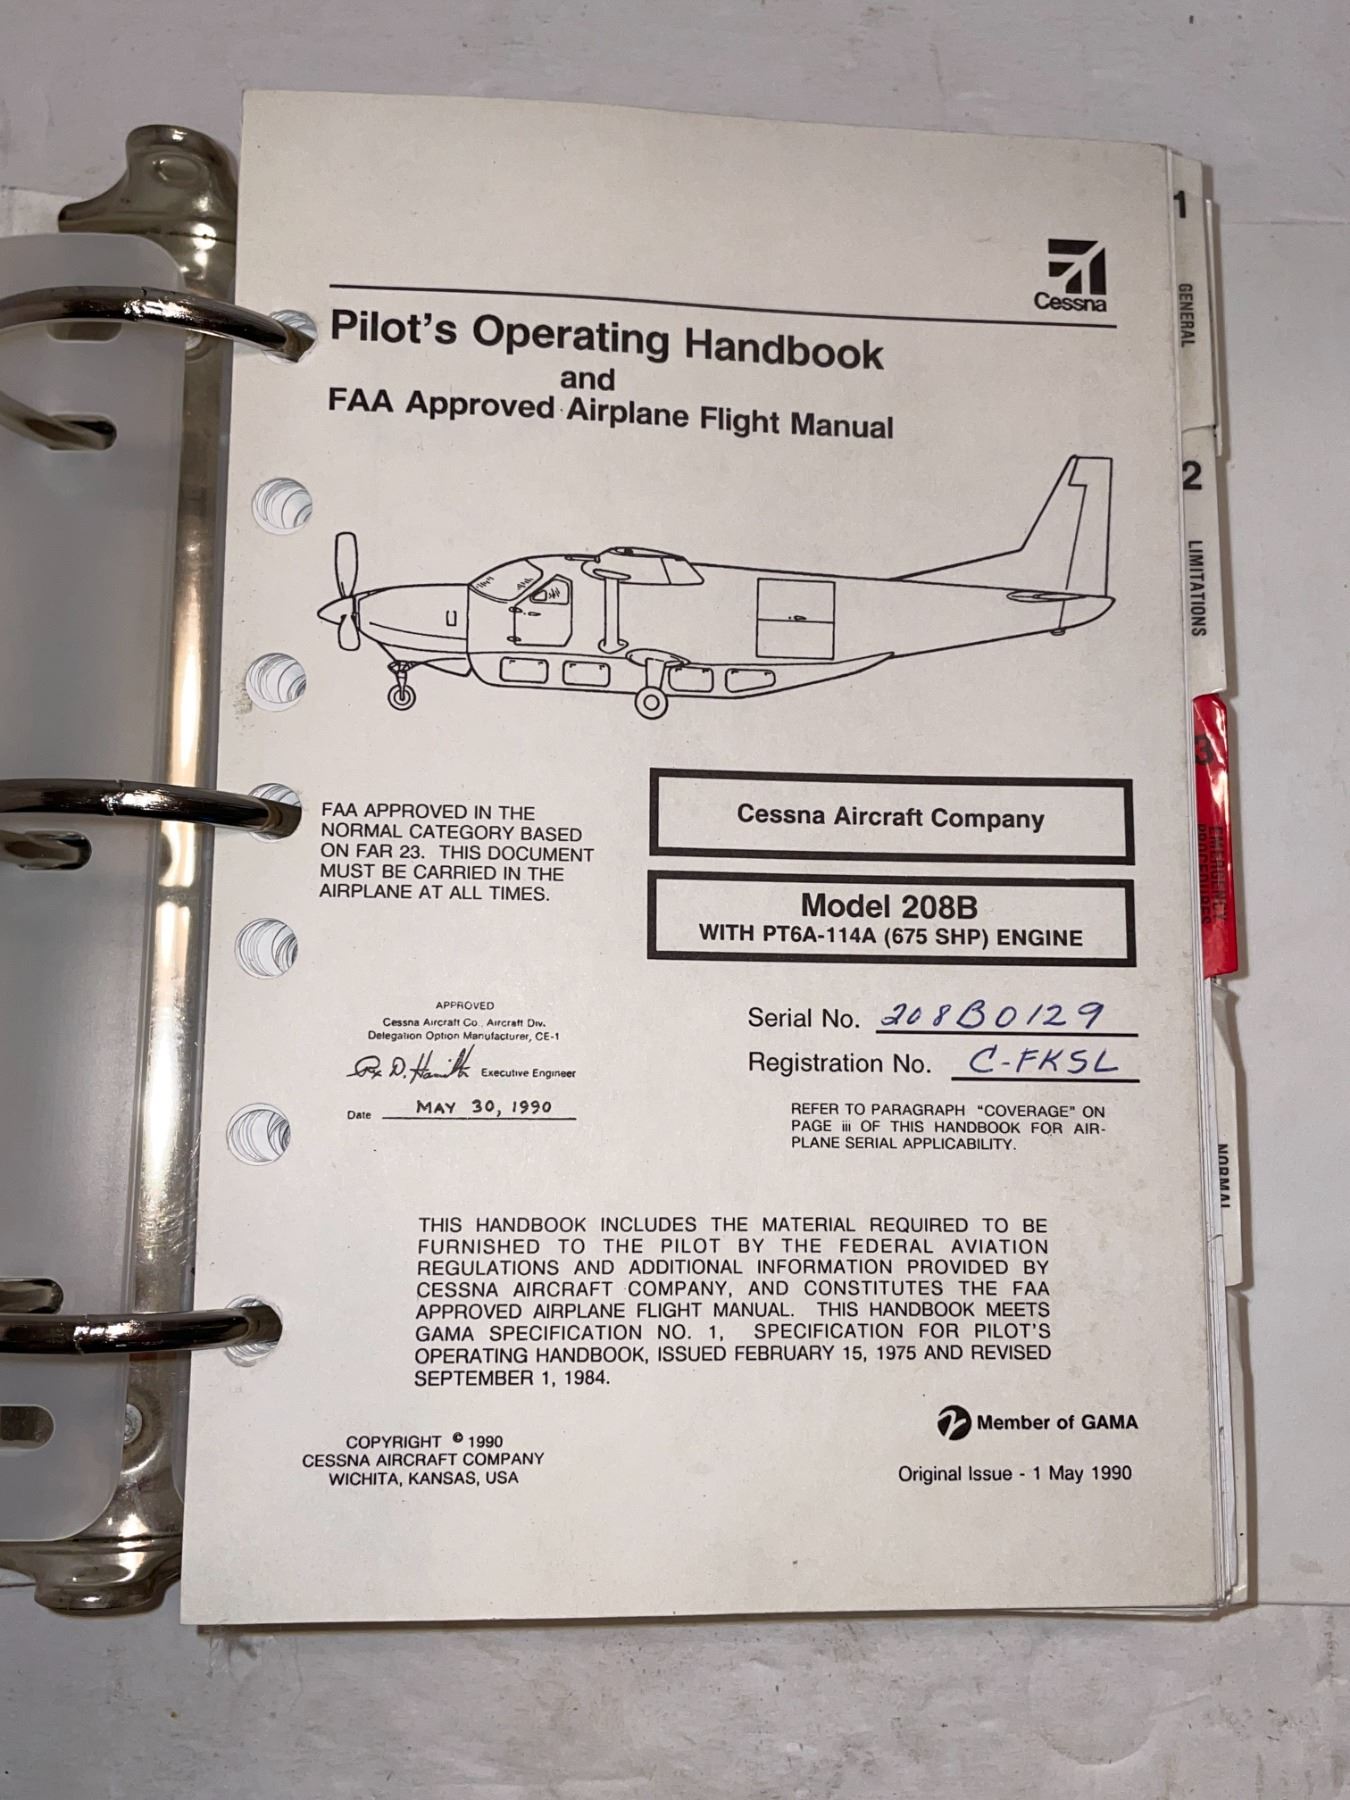 Cessna
Pilot's Operating Handbook
and
FAA Approved Airplane Flight Manual
FAA APPROVED IN THE
NORMAL CATEGORY BASED
ON FAR 23. THIS DOCUMENT
MUST BE CARRIED IN THE
AIRPLANE AT ALL TIMES.
Cessna Aircraft Company
Model 208B
WITH PT6A-114A (675 SHP) ENGINE
APPROVED
Cessna Aircraft Co., Aircraft Div.
Delegation Option Manufacturer, CE-1
Executive Engineer
Date MAY 30, 1990
Serial No. 208B0129
Registration No. C-FKSL
REFER TO PARAGRAPH "COVERAGE" ON
PAGE iii OF THIS HANDBOOK FOR AIR-
PLANE SERIAL APPLICABILITY.
THIS HANDBOOK INCLUDES THE MATERIAL REQUIRED TO BE
FURNISHED TO THE PILOT BY THE FEDERAL AVIATION
REGULATIONS AND ADDITIONAL INFORMATION PROVIDED BY
CESSNA AIRCRAFT COMPANY, AND CONSTITUTES THE FAA
APPROVED AIRPLANE FLIGHT MANUAL. THIS HANDBOOK MEETS
GAMA SPECIFICATION NO. 1, SPECIFICATION FOR PILOT'S
OPERATING HANDBOOK, ISSUED FEBRUARY 15, 1975 AND REVISED
SEPTEMBER 1, 1984.
COPYRIGHT © 1990
CESSNA AIRCRAFT COMPANY
WICHITA, KANSAS, USA
Member of GAMA
Original Issue - 1 May 1990
1
GENERAL
2
LIMITATIONS
3
EMERGENCY
PROCEDURES
NORMAL